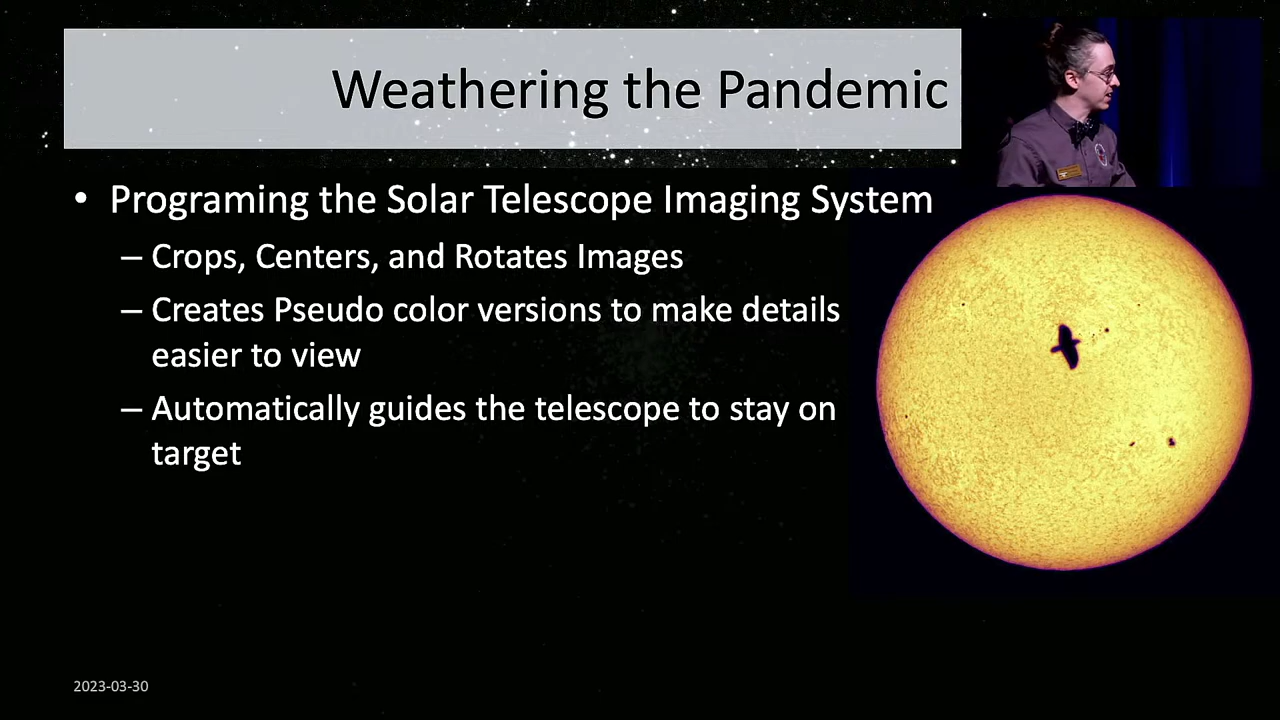 Weathering the Pandemic
• Programing the Solar Telescope Imaging System
– Crops, Centers, and Rotates Images
– Creates Pseudo color versions to make details
easier to view
– Automatically guides the telescope to stay on
target
2023-03-30